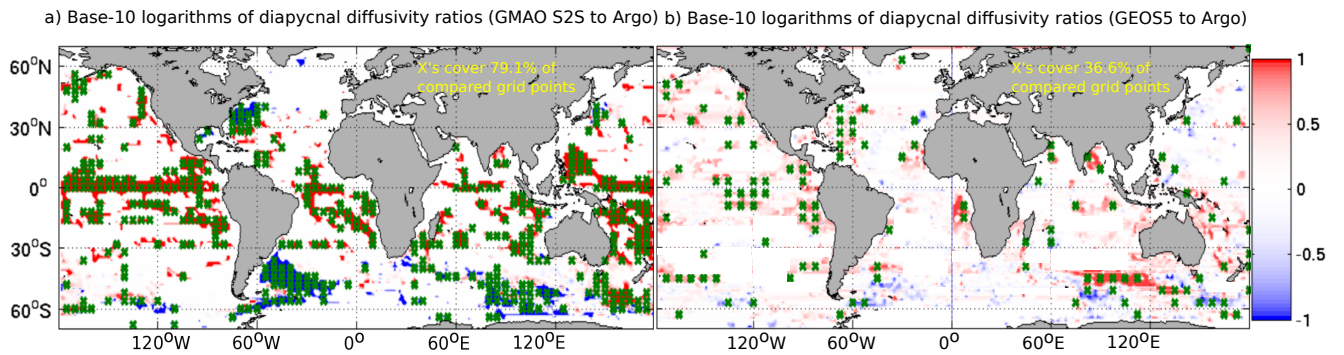 a) Base-10 logarithms of diapycnal diffusivity ratios (GMAO S2S to Argo) b) Base-10 logarithms of diapycnal diffusivity ratios (GEOS5 to Argo)
X's cover 79.1% of
compared grid points
X's cover 36.6% of
compared grid points
60°N
30°N
0°
30°S
60°S
120°W 60°W 0° 60°E 120°E
120°W 60°W 0° 60°E 120°E
1
0.5
0
-0.5
-1